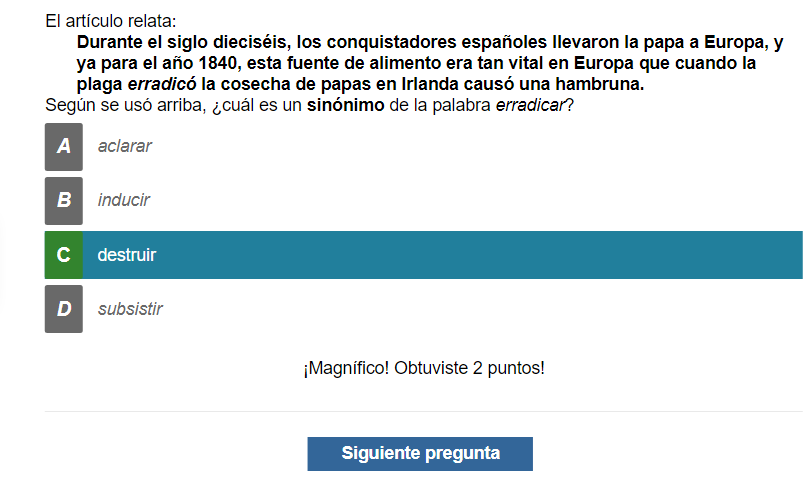 El artículo relata:
Durante el siglo dieciséis, los conquistadores españoles llevaron la papa a Europa, y
ya para el año 1840, esta fuente de alimento era tan vital en Europa que cuando la
plaga erradicó la cosecha de papas en Irlanda causó una hambruna.
Según se usó arriba, ¿cuál es un sinónimo de la palabra erradicar?
A aclarar
B inducir
C destruir
D subsistir
¡Magnífico! Obtuviste 2 puntos!
Siguiente pregunta